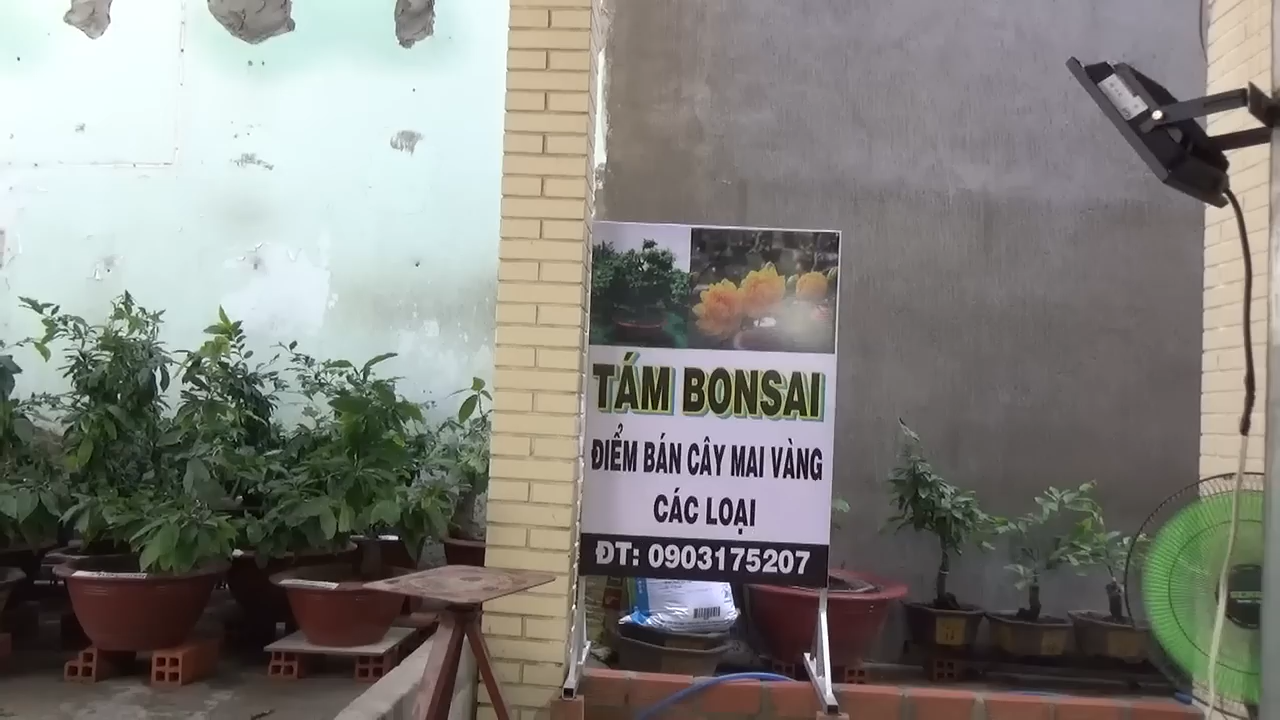 TÁM BONSAI
ĐIỂM BÁN CÂY MAI VÀNG
CÁC LOẠI
ĐT: 0903175207